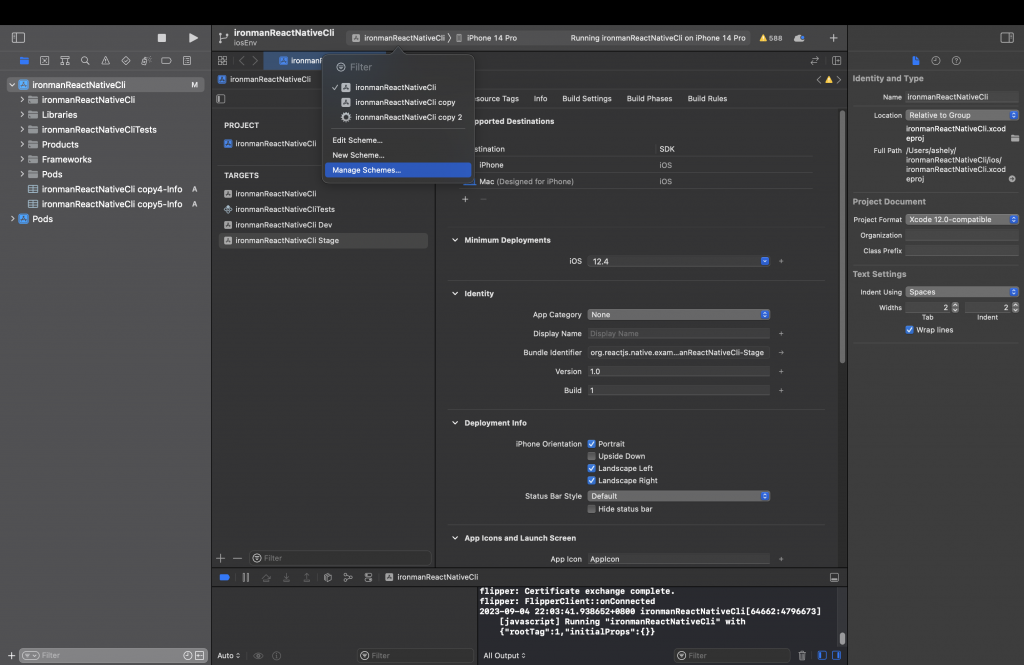 ironmanReactNativeCli
iosEnv
ironmanReactNativeCli
iPhone 14 Pro
Running ironmanReactNativeCli on iPhone 14 Pro
588
ironmanReactNativeCli
M
ironmanReactNativeCli
Libraries
ironmanReactNativeCliTests
Products
Frameworks
Pods
ironmanReactNativeCli copy4-Info
A
ironmanReactNativeCli copy5-Info
A
Pods
Filter
ironman
ironmanReactNativeCli
PROJECT
ironmanReactNativeCli
TARGETS
ironmanReactNativeCli
ironmanReactNativeCliTests
ironmanReactNativeCli Dev
ironmanReactNativeCli Stage
Filter
Filter
ironmanReactNativeCli
ironmanReactNativeCli copy
ironmanReactNativeCli copy 2
Edit Scheme...
New Scheme...
Manage Schemes...
source Tags
Info
Build Settings
Build Phases
Build Rules
pported Destinations
stination
SDK
iPhone
iOS
Mac (Designed for iPhone)
iOS
Minimum Deployments
iOS
12.4
Identity
App Category
None
Display Name
Display Name
Bundle Identifier
org.reactjs.native.exam...anReactNativeCli-Stage
Version
1.0
Build
1
Deployment Info
iPhone Orientation
Portrait
Upside Down
Landscape Left
Landscape Right
Status Bar Style
Default
Hide status bar
App Icons and Launch Screen
App Icon
AppIcon
ironmanReactNativeCli
flipper: Certificate exchange complete.
flipper: FlipperClient::onConnected
2023-09-04 22:03:41.938652+0800 ironmanReactNativeCli[64662:4796673]
[javascript] Running "ironmanReactNativeCli" with
{"rootTag":1,"initialProps":{}}
Auto
Filter
All Output
Filter
Identity and Type
Name
ironmanReactNativeCli
Location
Relative to Group
ironmanReactNativeCli.xcod
eproj
Full Path
/Users/ashely/
ironmanReactNativeCli/ios/
ironmanReactNativeCli.xcod
eproj
Project Document
Project Format
Xcode 12.0-compatible
Organization
Class Prefix
Text Settings
Indent Using
Spaces
Widths
2
2
Tab
Indent
Wrap lines